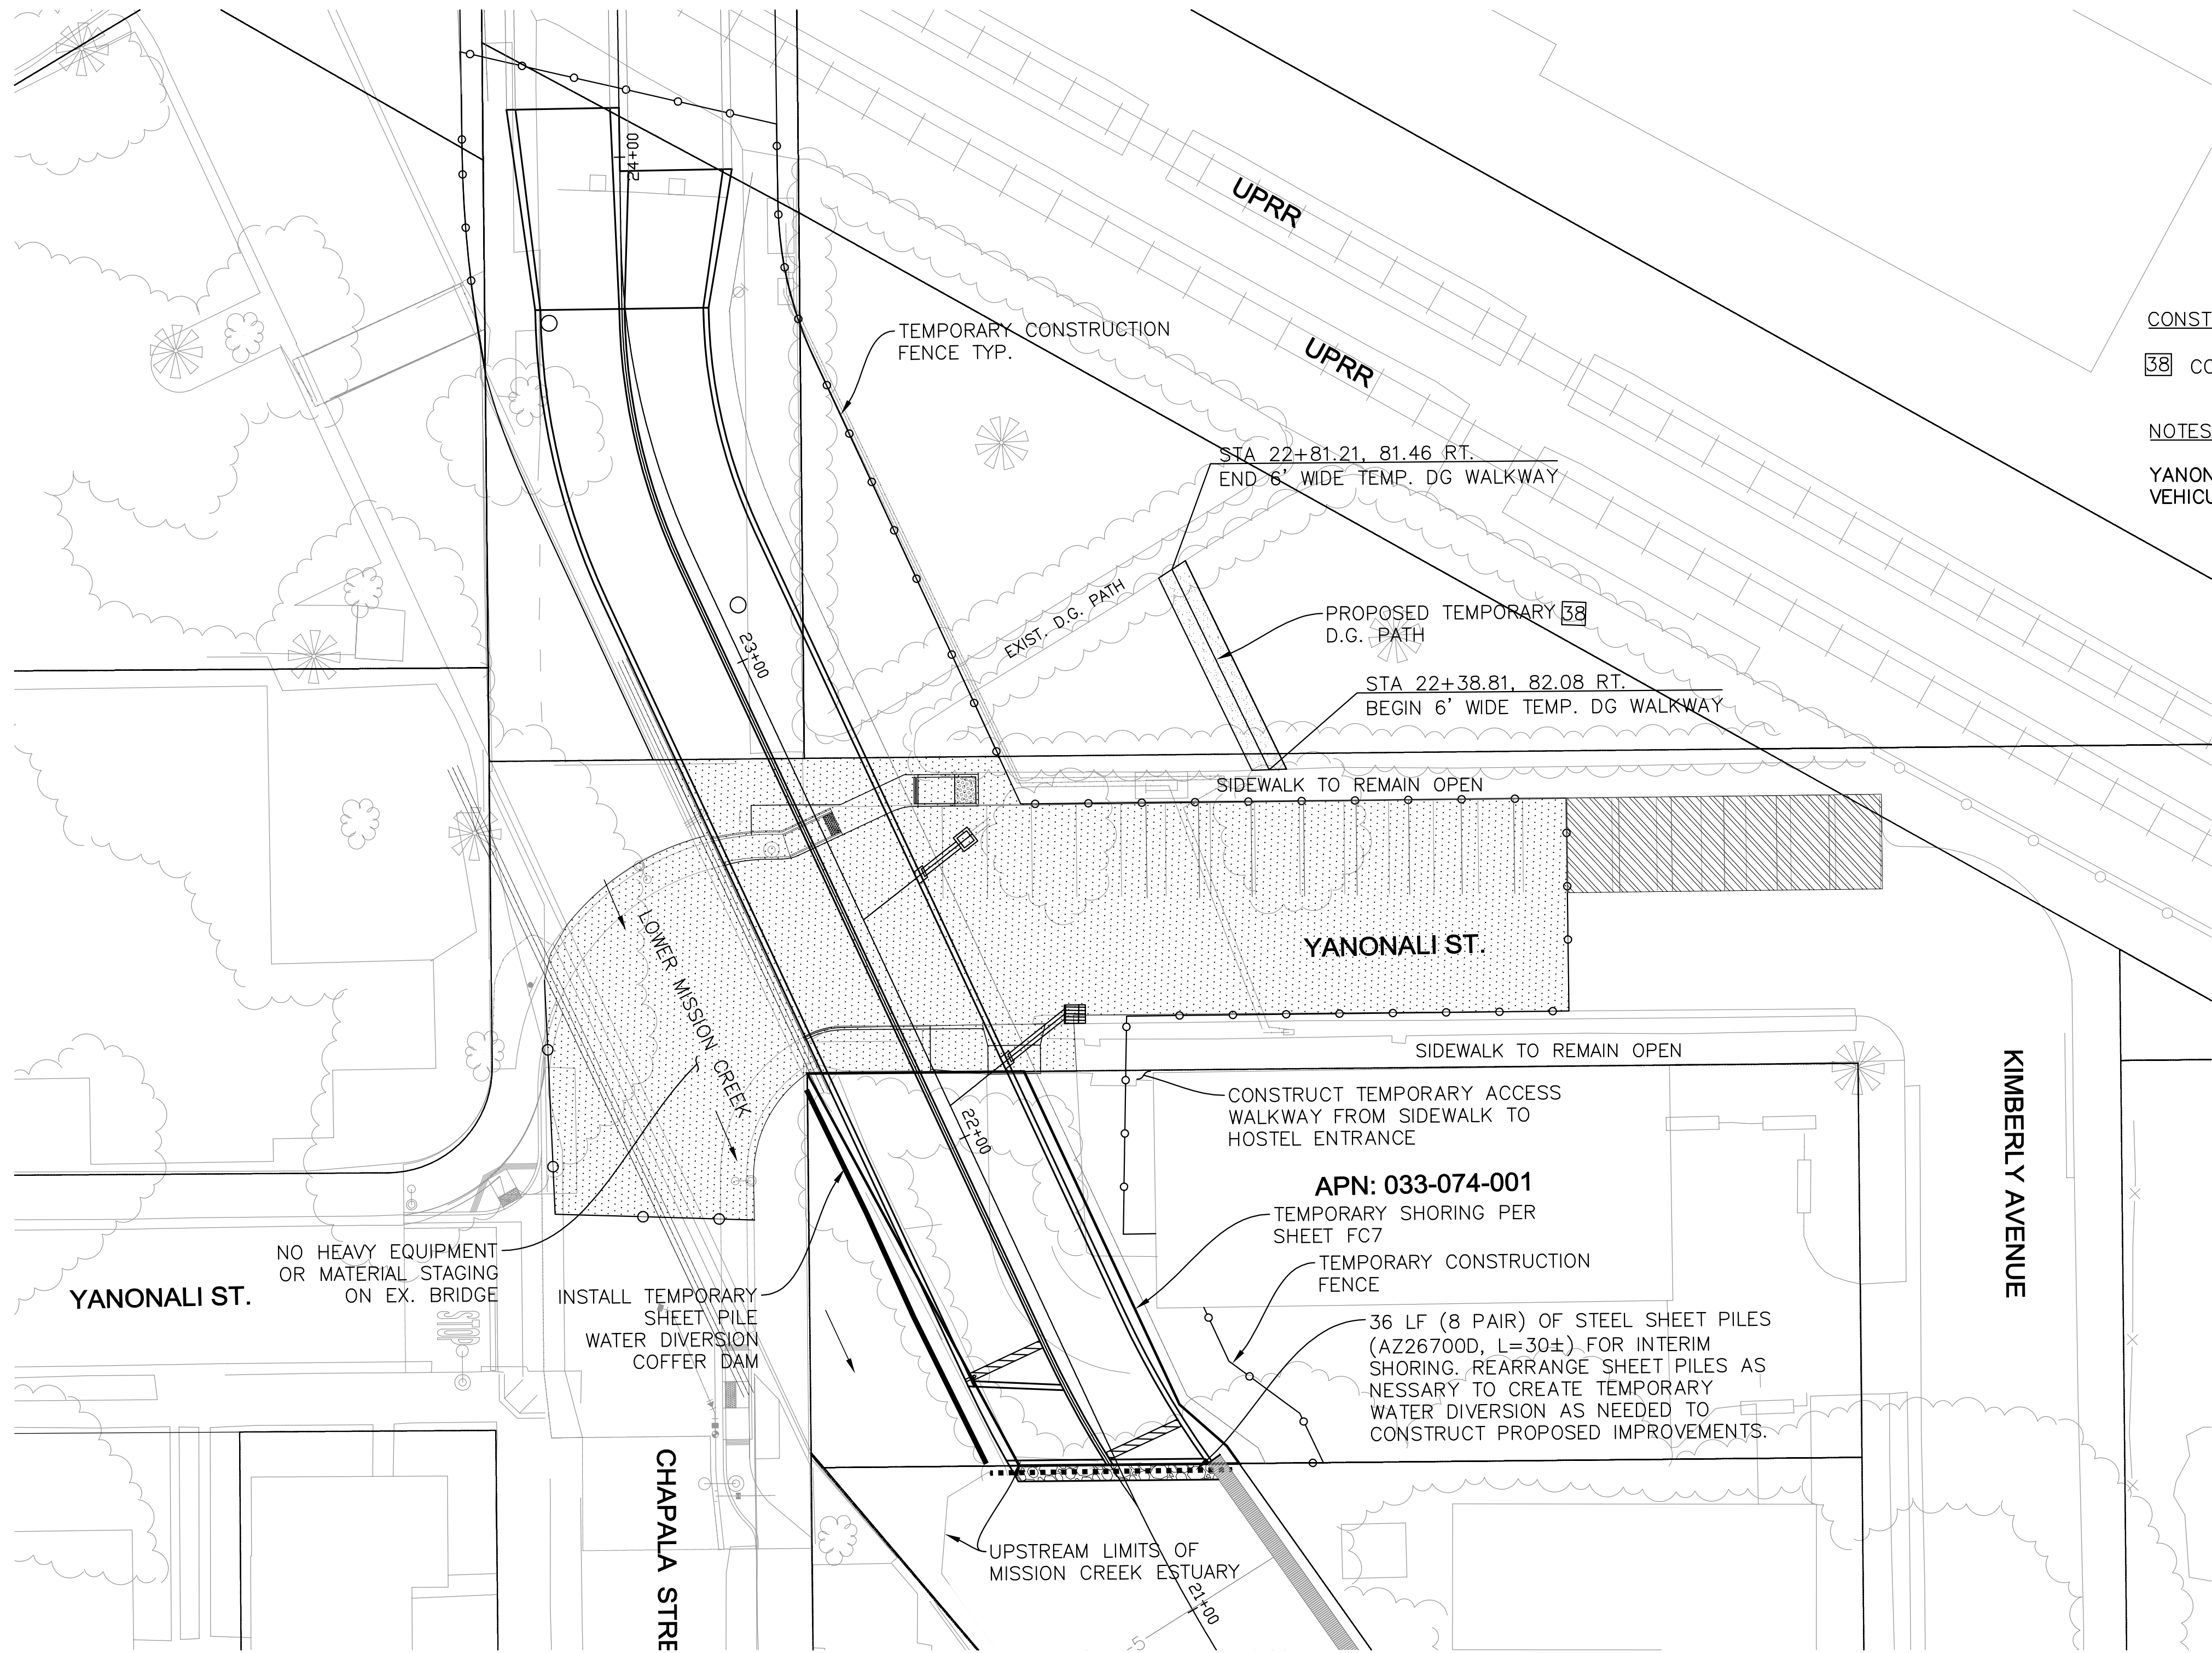 UPRR
UPRR
24+00
TEMPORARY CONSTRUCTION
FENCE TYP.
CONST
38 CO
NOTES
YANON
VEHICU
STA 22+81.21, 81.46 RT.
END 6' WIDE TEMP. DG WALKWAY
EXIST. D.G. PATH
PROPOSED TEMPORARY 38
D.G. PATH
23+00
STA 22+38.81, 82.08 RT.
BEGIN 6' WIDE TEMP. DG WALKWAY
SIDEWALK TO REMAIN OPEN
LOWER MISSION CREEK
YANONALI ST.
SIDEWALK TO REMAIN OPEN
KIMBERLY AVENUE
CONSTRUCT TEMPORARY ACCESS
WALKWAY FROM SIDEWALK TO
HOSTEL ENTRANCE
22+00
APN: 033-074-001
TEMPORARY SHORING PER
SHEET FC7
TEMPORARY CONSTRUCTION
FENCE
NO HEAVY EQUIPMENT
OR MATERIAL STAGING
ON EX. BRIDGE
YANONALI ST.
INSTALL TEMPORARY
SHEET PILE
WATER DIVERSION
COFFER DAM
36 LF (8 PAIR) OF STEEL SHEET PILES
(AZ26700D, L=30±) FOR INTERIM
SHORING. REARRANGE SHEET PILES AS
NESSARY TO CREATE TEMPORARY
WATER DIVERSION AS NEEDED TO
CONSTRUCT PROPOSED IMPROVEMENTS.
CHAPALA STRE
UPSTREAM LIMITS OF
MISSION CREEK ESTUARY
21+00
-5